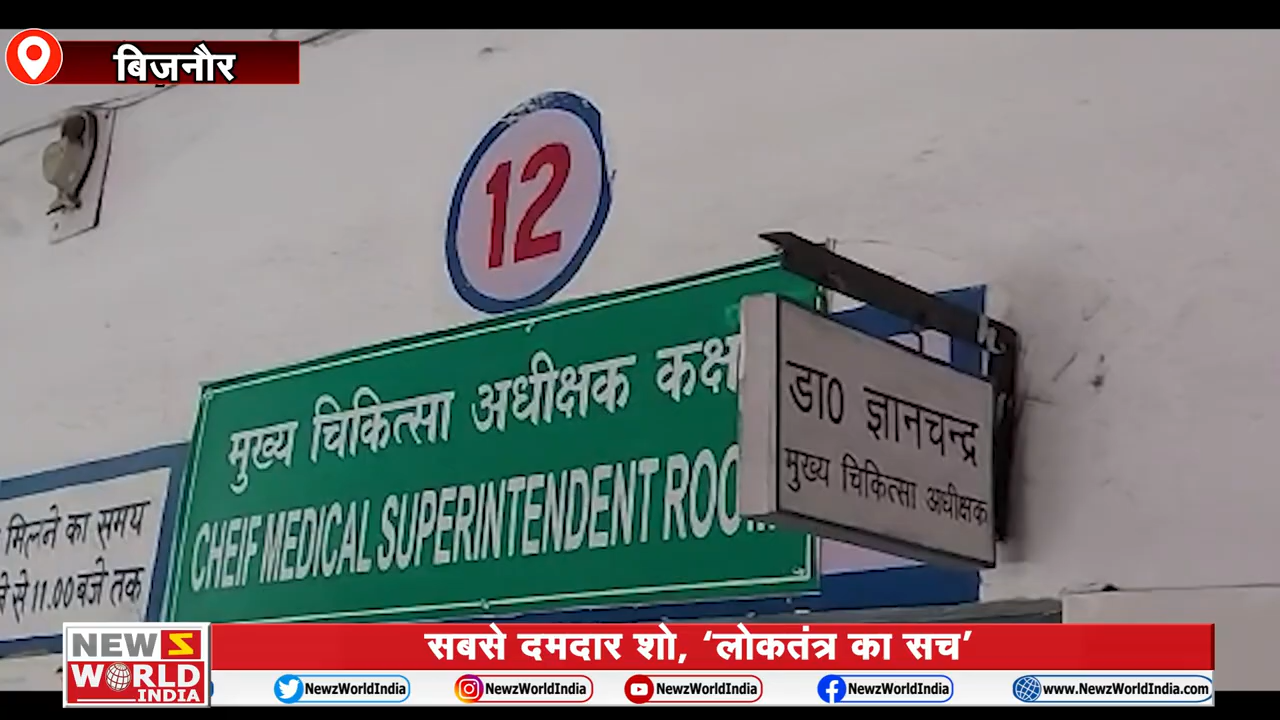 बिजनौर
12
मुख्य चिकित्सा अधीक्षक कक्ष
CHEIF MEDICAL SUPERINTENDENT
डा0 ज्ञानचन्द्र
मुख्य चिकित्सा अधीक्षक
मिलने का समय
से 11.00 बजे तक
NEWS
WORLD
INDIA
सबसे दमदार शो, ‘लोकतंत्र का सच’
NewzWorldIndia
NewzWorldIndia
NewzWorldIndia
NewzWorldIndia
www.NewzWorldIndia.com